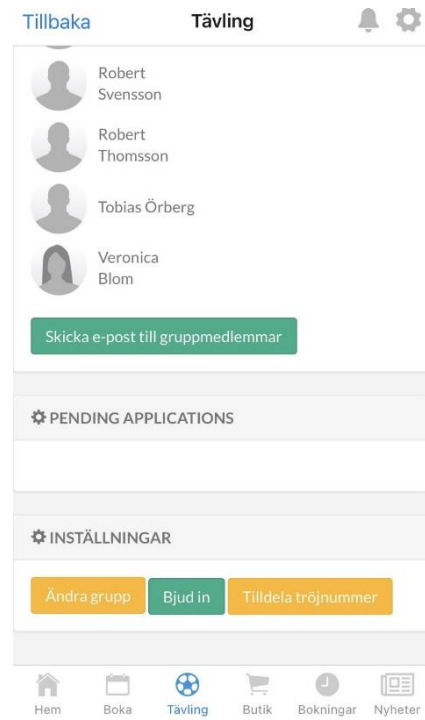 Tillbaka Tävling
Robert
Svensson
Robert
Thomsson
Tobias Örberg
Veronica
Blom
Skicka e-post till gruppmedlemmar
PENDING APPLICATIONS
INSTÄLLNINGAR
Ändra grupp Bjud in Tilldela tröjnummer
Hem Boka Tävling Butik Bokningar Nyheter